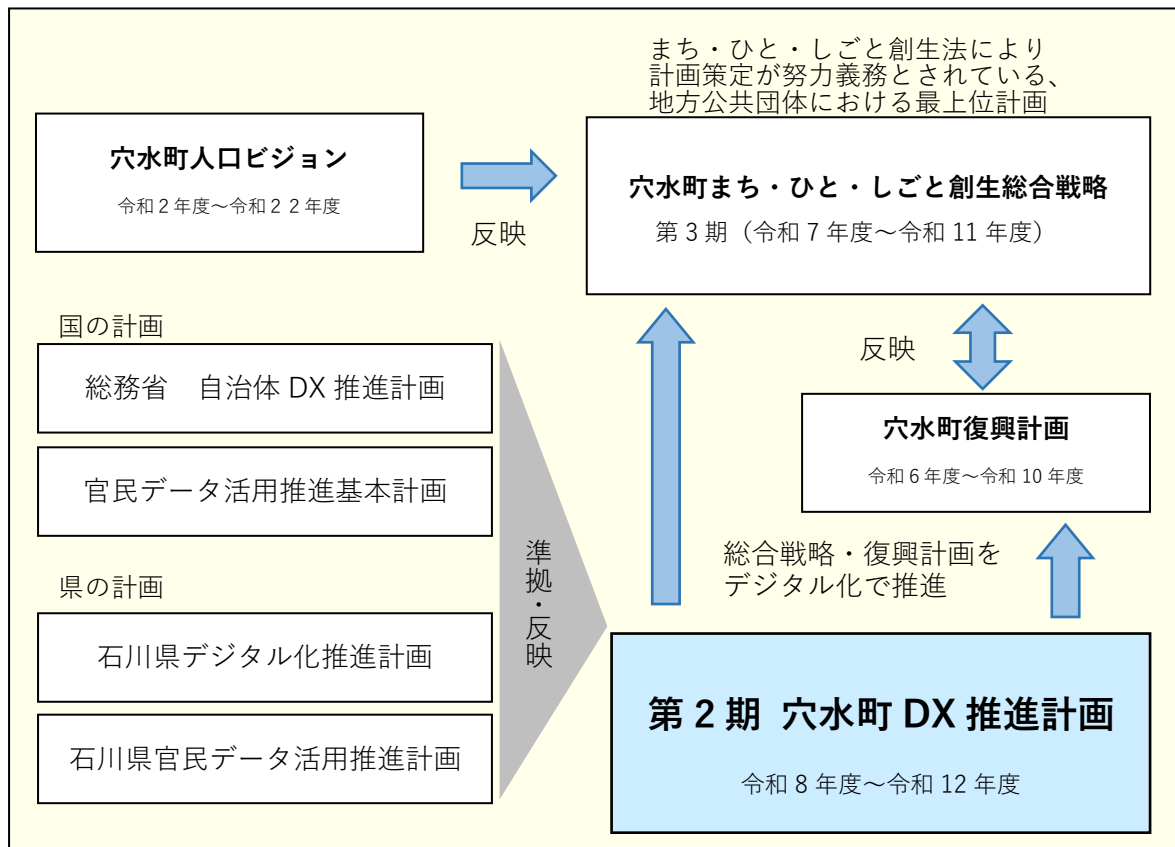 まち・ひと・しごと創生法により
計画策定が努力義務とされている、
地方公共団体における最上位計画
穴水町人口ビジョン
令和２年度～令和２２年度
反映
穴水町まち・ひと・しごと創生総合戦略
第３期（令和 7 年度～令和 11 年度）
国の計画
総務省　自治体 DX 推進計画
官民データ活用推進基本計画
県の計画
石川県デジタル化推進計画
石川県官民データ活用推進計画
準拠・反映
反映
穴水町復興計画
令和 6 年度～令和 10 年度
総合戦略・復興計画を
デジタル化で推進
第２期 穴水町 DX 推進計画
令和 8 年度～令和 12 年度